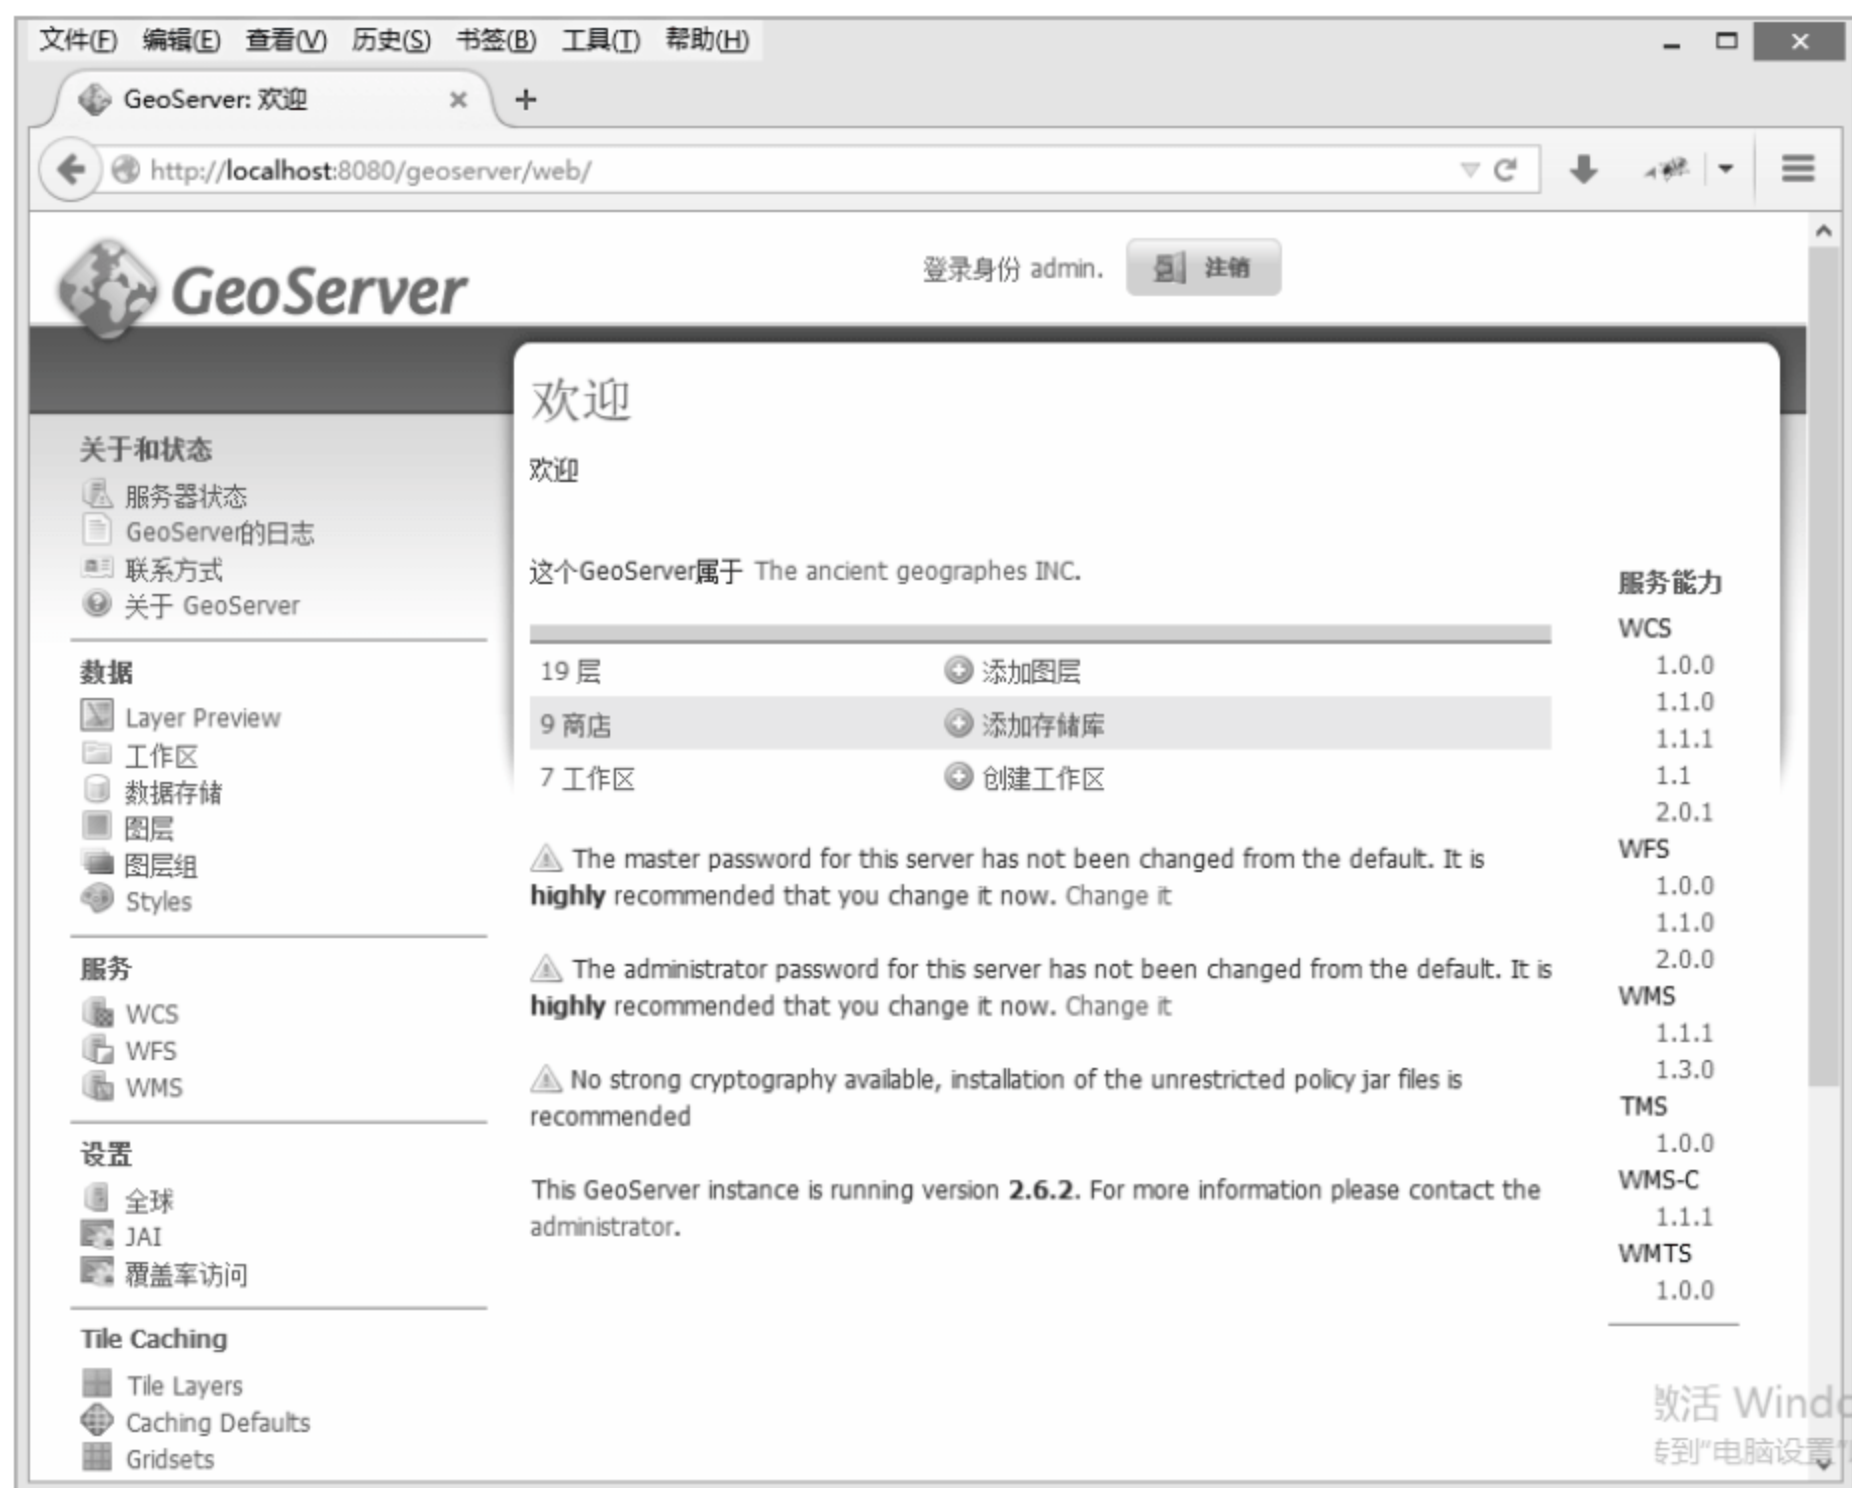 文件(F) 编辑(E) 查看(V) 历史(S) 书签(B) 工具(T) 帮助(H)
GeoServer: 欢迎
http://localhost:8080/geoserver/web/
GeoServer
登录身份 admin. 注销
关于和状态
服务器状态
GeoServer的日志
联系方式
关于 GeoServer
数据
Layer Preview
工作区
数据存储
图层
图层组
Styles
服务
WCS
WFS
WMS
设置
全球
JAI
覆盖率访问
Tile Caching
Tile Layers
Caching Defaults
Gridsets
欢迎
欢迎
这个GeoServer属于 The ancient geographes INC.
19 层 添加图层
9 商店 添加存储库
7 工作区 创建工作区
The master password for this server has not been changed from the default. It is
highly recommended that you change it now. Change it
The administrator password for this server has not been changed from the default. It is
highly recommended that you change it now. Change it
No strong cryptography available, installation of the unrestricted policy jar files is
recommended
This GeoServer instance is running version 2.6.2. For more information please contact the
administrator.
服务能力
WCS
1.0.0
1.1.0
1.1.1
1.1
2.0.1
WFS
1.0.0
1.1.0
2.0.0
WMS
1.1.1
1.3.0
TMS
1.0.0
WMS-C
1.1.1
WMTS
1.0.0
激活 Windo
转到"电脑设置"